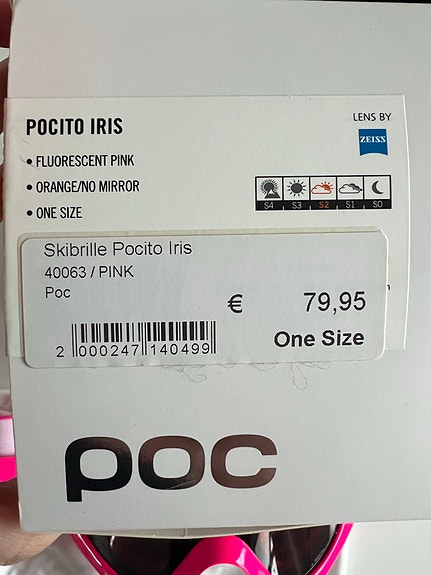 POCITO IRIS
LENS BY
ZEISS
• FLUORESCENT PINK
• ORANGE/NO MIRROR
• ONE SIZE
S4 S3 S2 S1 S0
Skibrille Pocito Iris
40063 / PINK
Poc
€ 79,95
One Size
2 000247 140499
poc